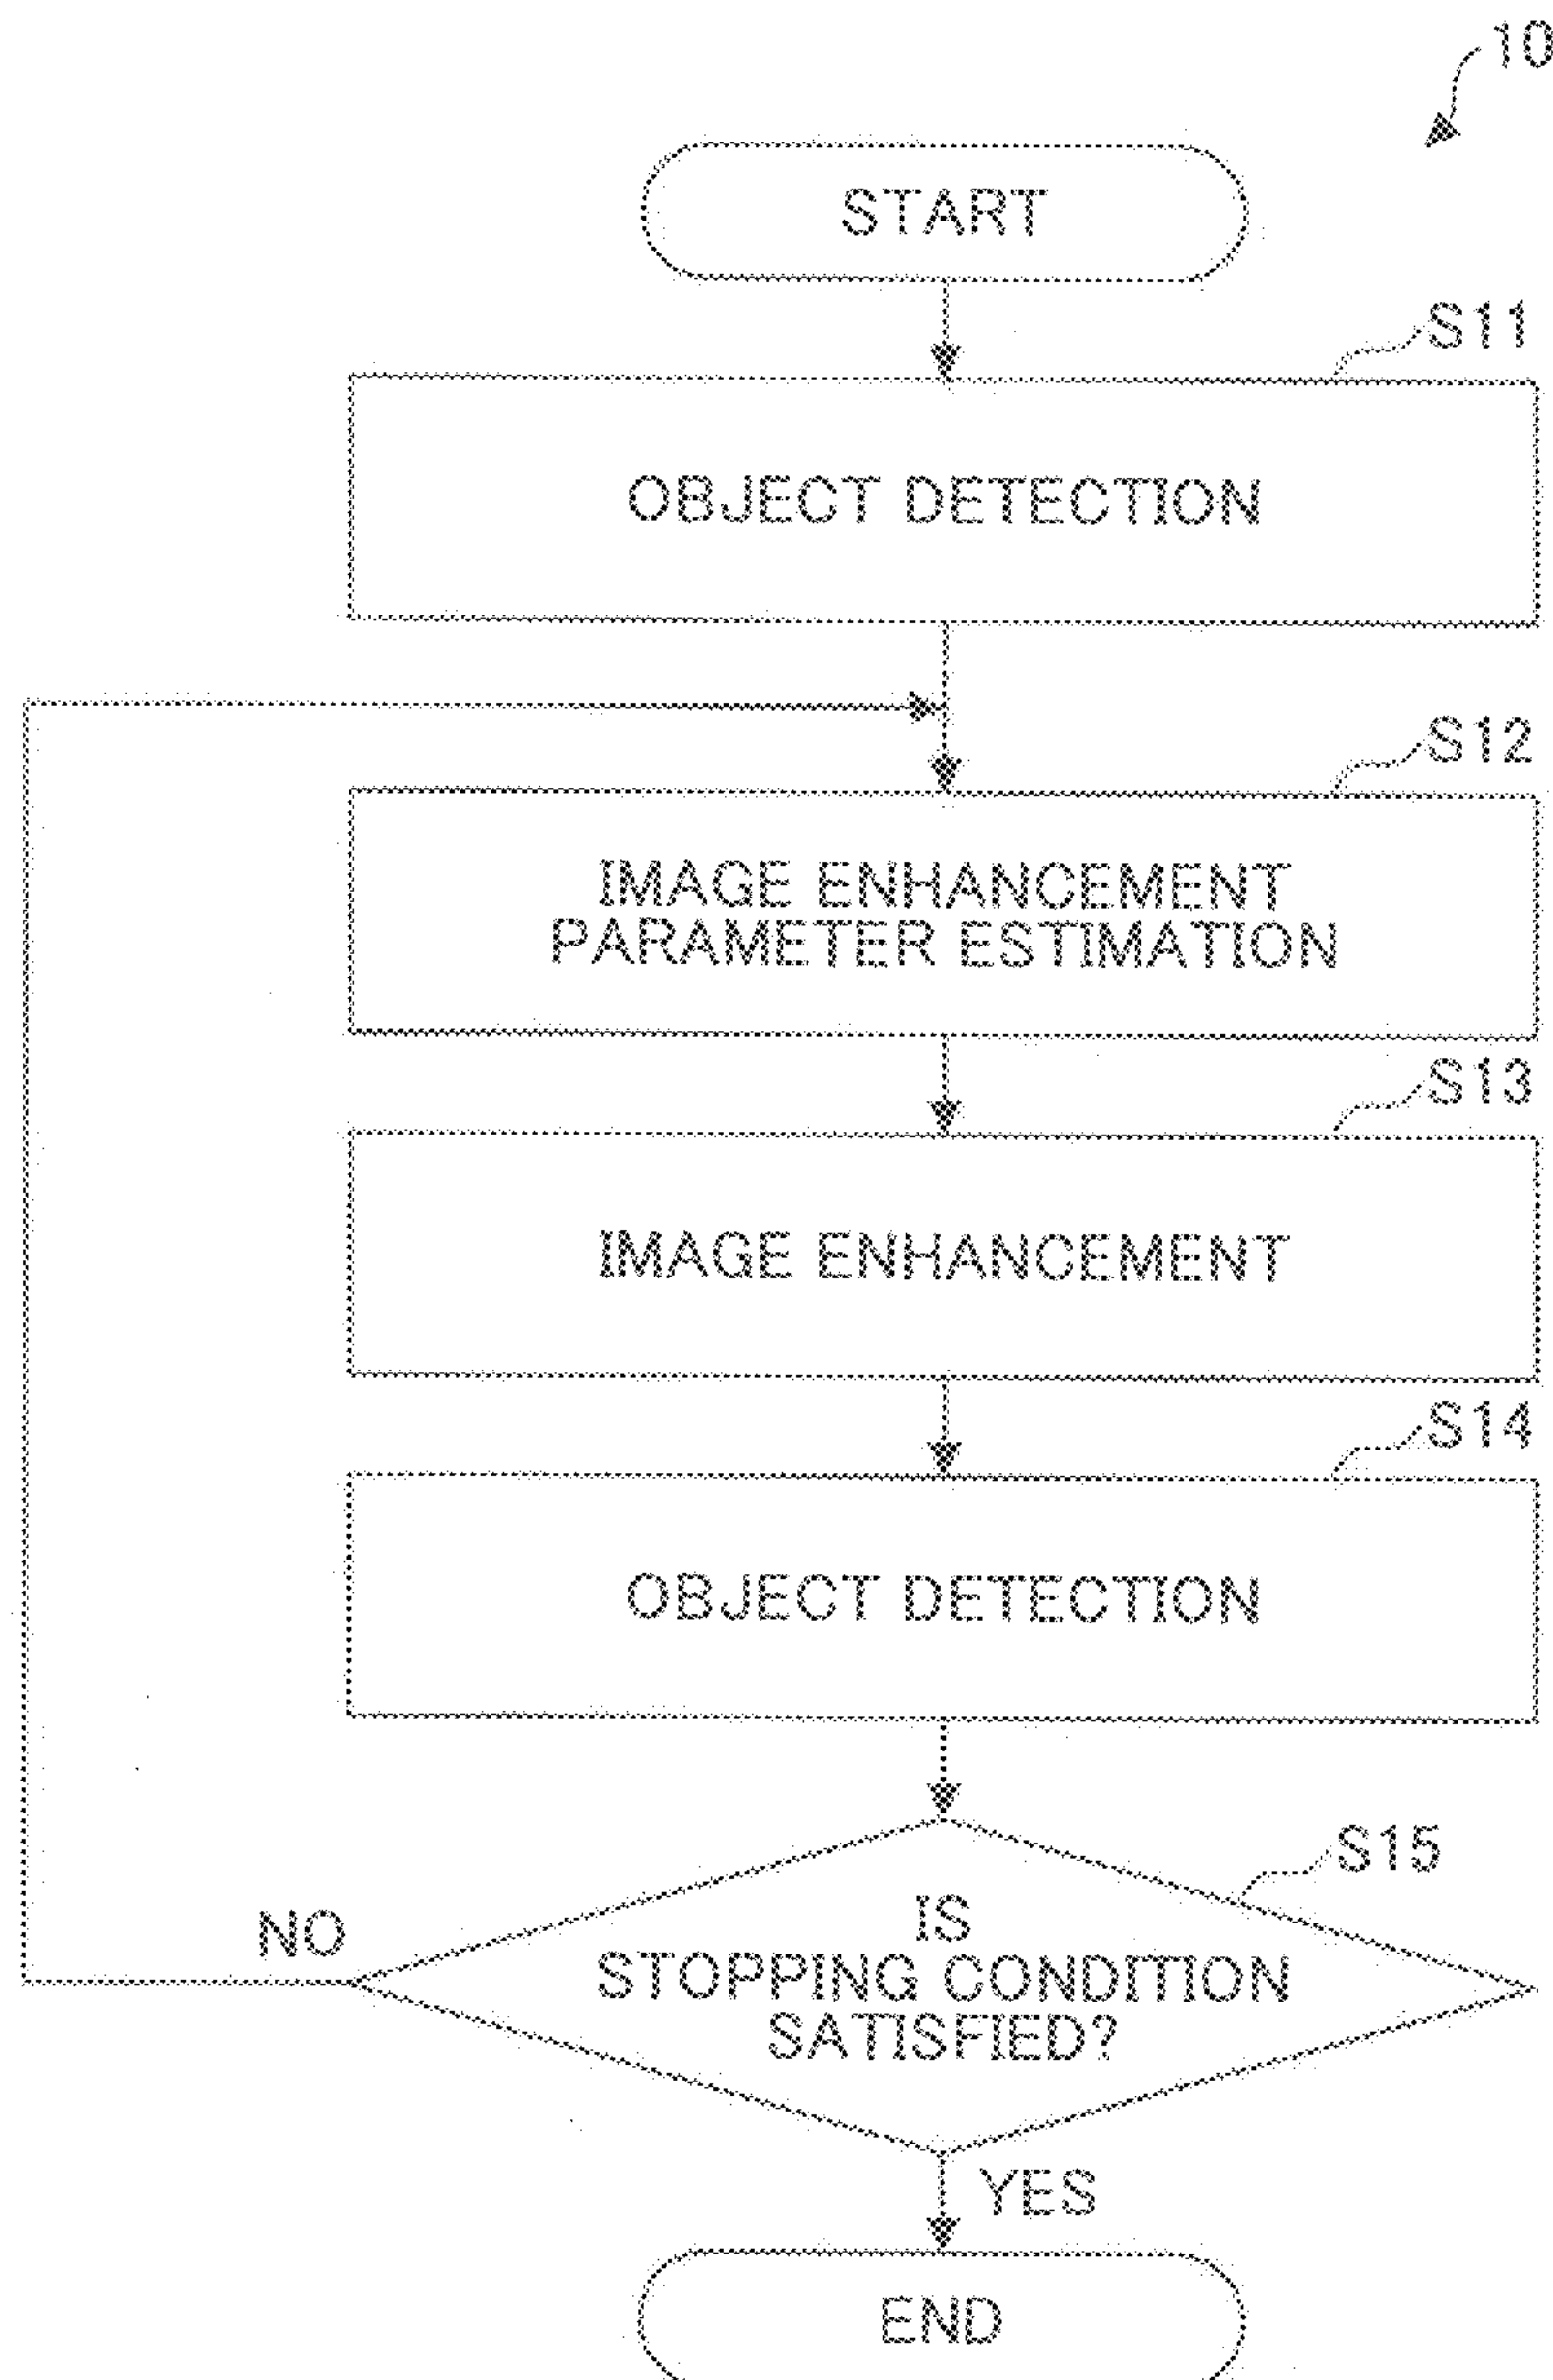 10
START
S11
OBJECT DETECTION
S12
IMAGE ENHANCEMENT
PARAMETER ESTIMATION
S13
IMAGE ENHANCEMENT
S14
OBJECT DETECTION
S15
IS
STOPPING CONDITION
SATISFIED?
NO
YES
END